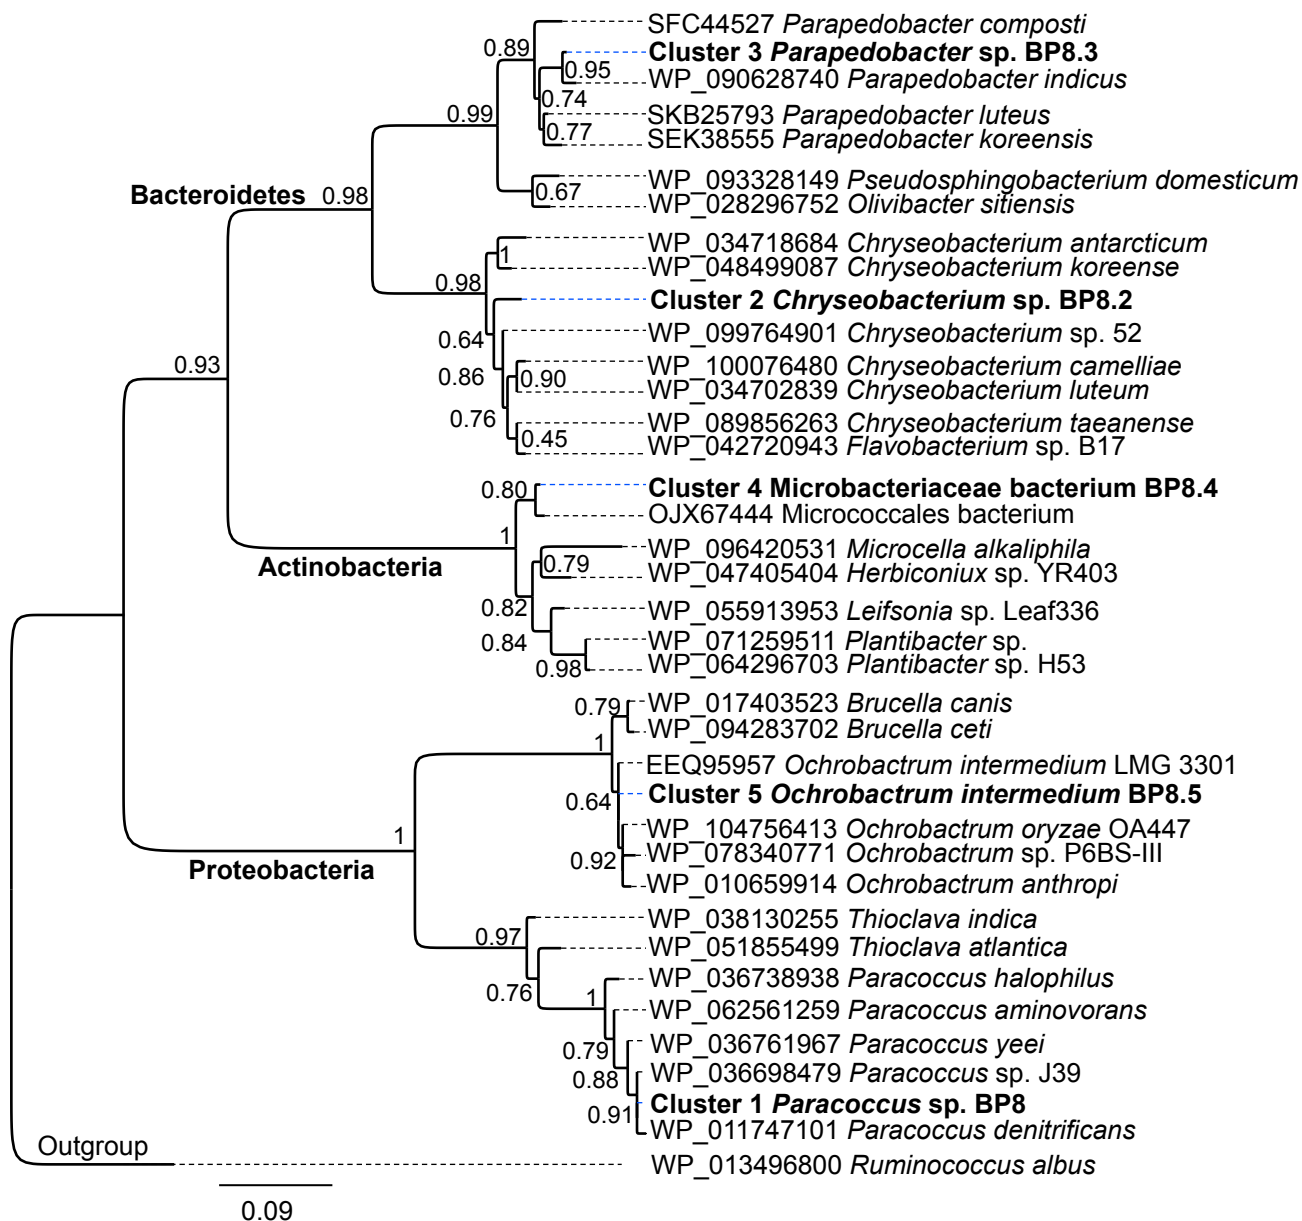 SFC44527 Parapedobacter composti
0.89
Cluster 3 Parapedobacter sp. BP8.3
0.95
WP_090628740 Parapedobacter indicus
0.74
0.99
SKB25793 Parapedobacter luteus
0.77
SEK38555 Parapedobacter koreensis
WP_093328149 Pseudosphingobacterium domesticum
Bacteroidetes 0.98
0.67
WP_028296752 Olivibacter sitiensis
WP_034718684 Chryseobacterium antarcticum
1
WP_048499087 Chryseobacterium koreense
0.98
Cluster 2 Chryseobacterium sp. BP8.2
0.64
WP_099764901 Chryseobacterium sp. 52
0.93
WP_100076480 Chryseobacterium camelliae
0.86
0.90
WP_034702839 Chryseobacterium luteum
0.76
WP_089856263 Chryseobacterium taeanense
0.45
WP_042720943 Flavobacterium sp. B17
0.80
Cluster 4 Microbacteriaceae bacterium BP8.4
OJX67444 Micrococcales bacterium
1
WP_096420531 Microcella alkaliphila
Actinobacteria
0.79
WP_047405404 Herbiconiux sp. YR403
0.82
WP_055913953 Leifsonia sp. Leaf336
0.84
WP_071259511 Plantibacter sp.
0.98
WP_064296703 Plantibacter sp. H53
0.79
WP_017403523 Brucella canis
WP_094283702 Brucella ceti
1
EEQ95957 Ochrobactrum intermedium LMG 3301
0.64
Cluster 5 Ochrobactrum intermedium BP8.5
1
WP_104756413 Ochrobactrum oryzae OA447
0.92
WP_078340771 Ochrobactrum sp. P6BS-III
Proteobacteria
WP_010659914 Ochrobactrum anthropi
WP_038130255 Thioclava indica
0.97
WP_051855499 Thioclava atlantica
0.76
WP_036738938 Paracoccus halophilus
1
WP_062561259 Paracoccus aminovorans
0.79
WP_036761967 Paracoccus yeei
0.88
WP_036698479 Paracoccus sp. J39
0.91
Cluster 1 Paracoccus sp. BP8
WP_011747101 Paracoccus denitrificans
Outgroup
WP_013496800 Ruminococcus albus
0.09